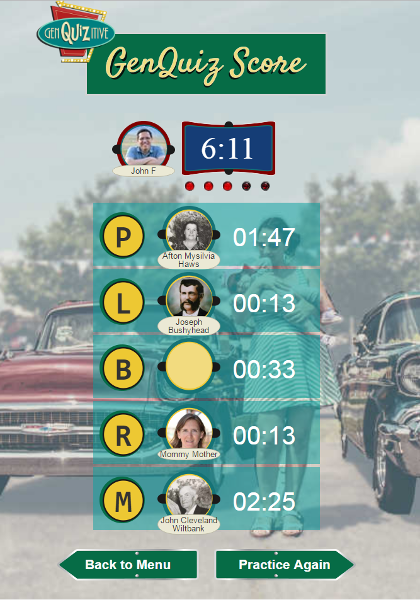 GENQUIZITIVE
GenQuiz Score
6:11
John F
P
Afton Mysilvia
Haws
01:47
L
Joseph
Bushyhead
00:13
B
00:33
R
Mommy Mother
00:13
M
John Cleveland
Wiltbank
02:25
Back to Menu
Practice Again